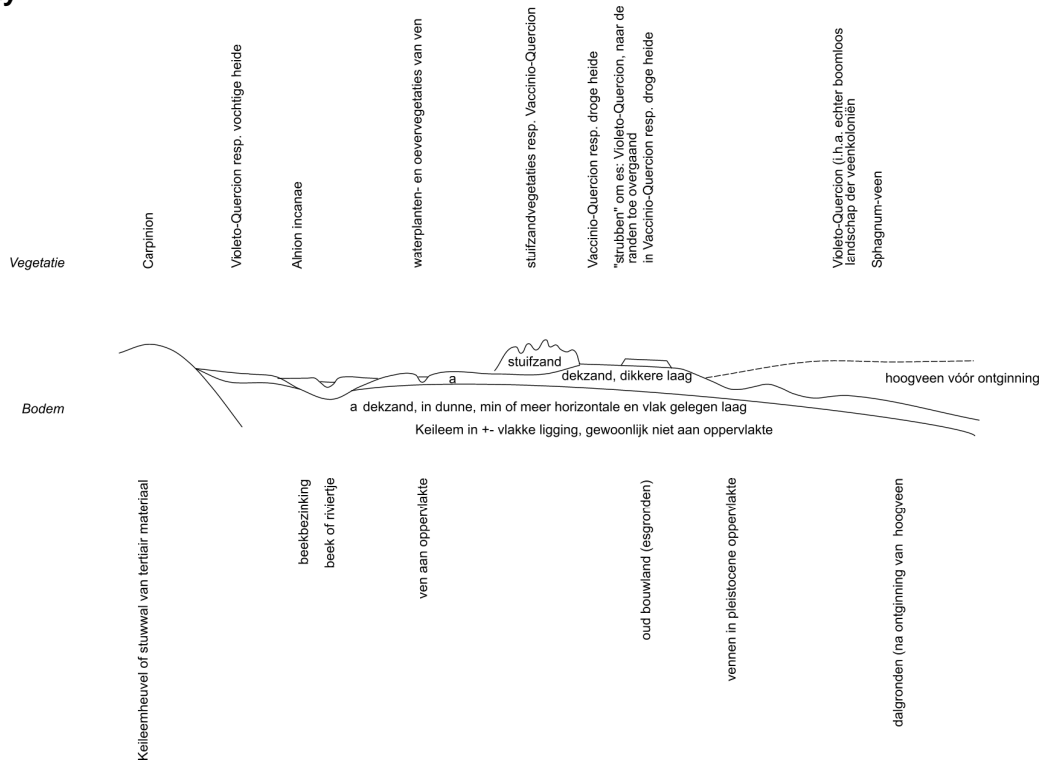 y
Vegetatie
Carpinion
Violeto-Quercion resp. vochtige heide
Alnion incanae
waterplanten- en oevervegetaties van ven
stuifzandvegetaties resp. Vaccinio-Quercion
Vaccinio-Quercion resp. droge heide
"strubben" om es: Violeto-Quercion, naar de
randen toe overgaand
in Vaccinio-Quercion resp. droge heide
Violeto-Quercion (i.h.a. echter boomloos
landschap der veenkoloniën
Sphagnum-veen
Bodem
stuifzand
a
dekzand, dikkere laag
hoogveen vóór ontginning
a dekzand, in dunne, min of meer horizontale en vlak gelegen laag
Keileem in +- vlakke ligging, gewoonlijk niet aan oppervlakte
Keileemheuvel of stuwwal van tertiair materiaal
beekbezinking
beek of riviertje
ven aan oppervlakte
oud bouwland (esgronden)
vennen in pleistocene oppervlakte
dalgronden (na ontginning van hoogveen